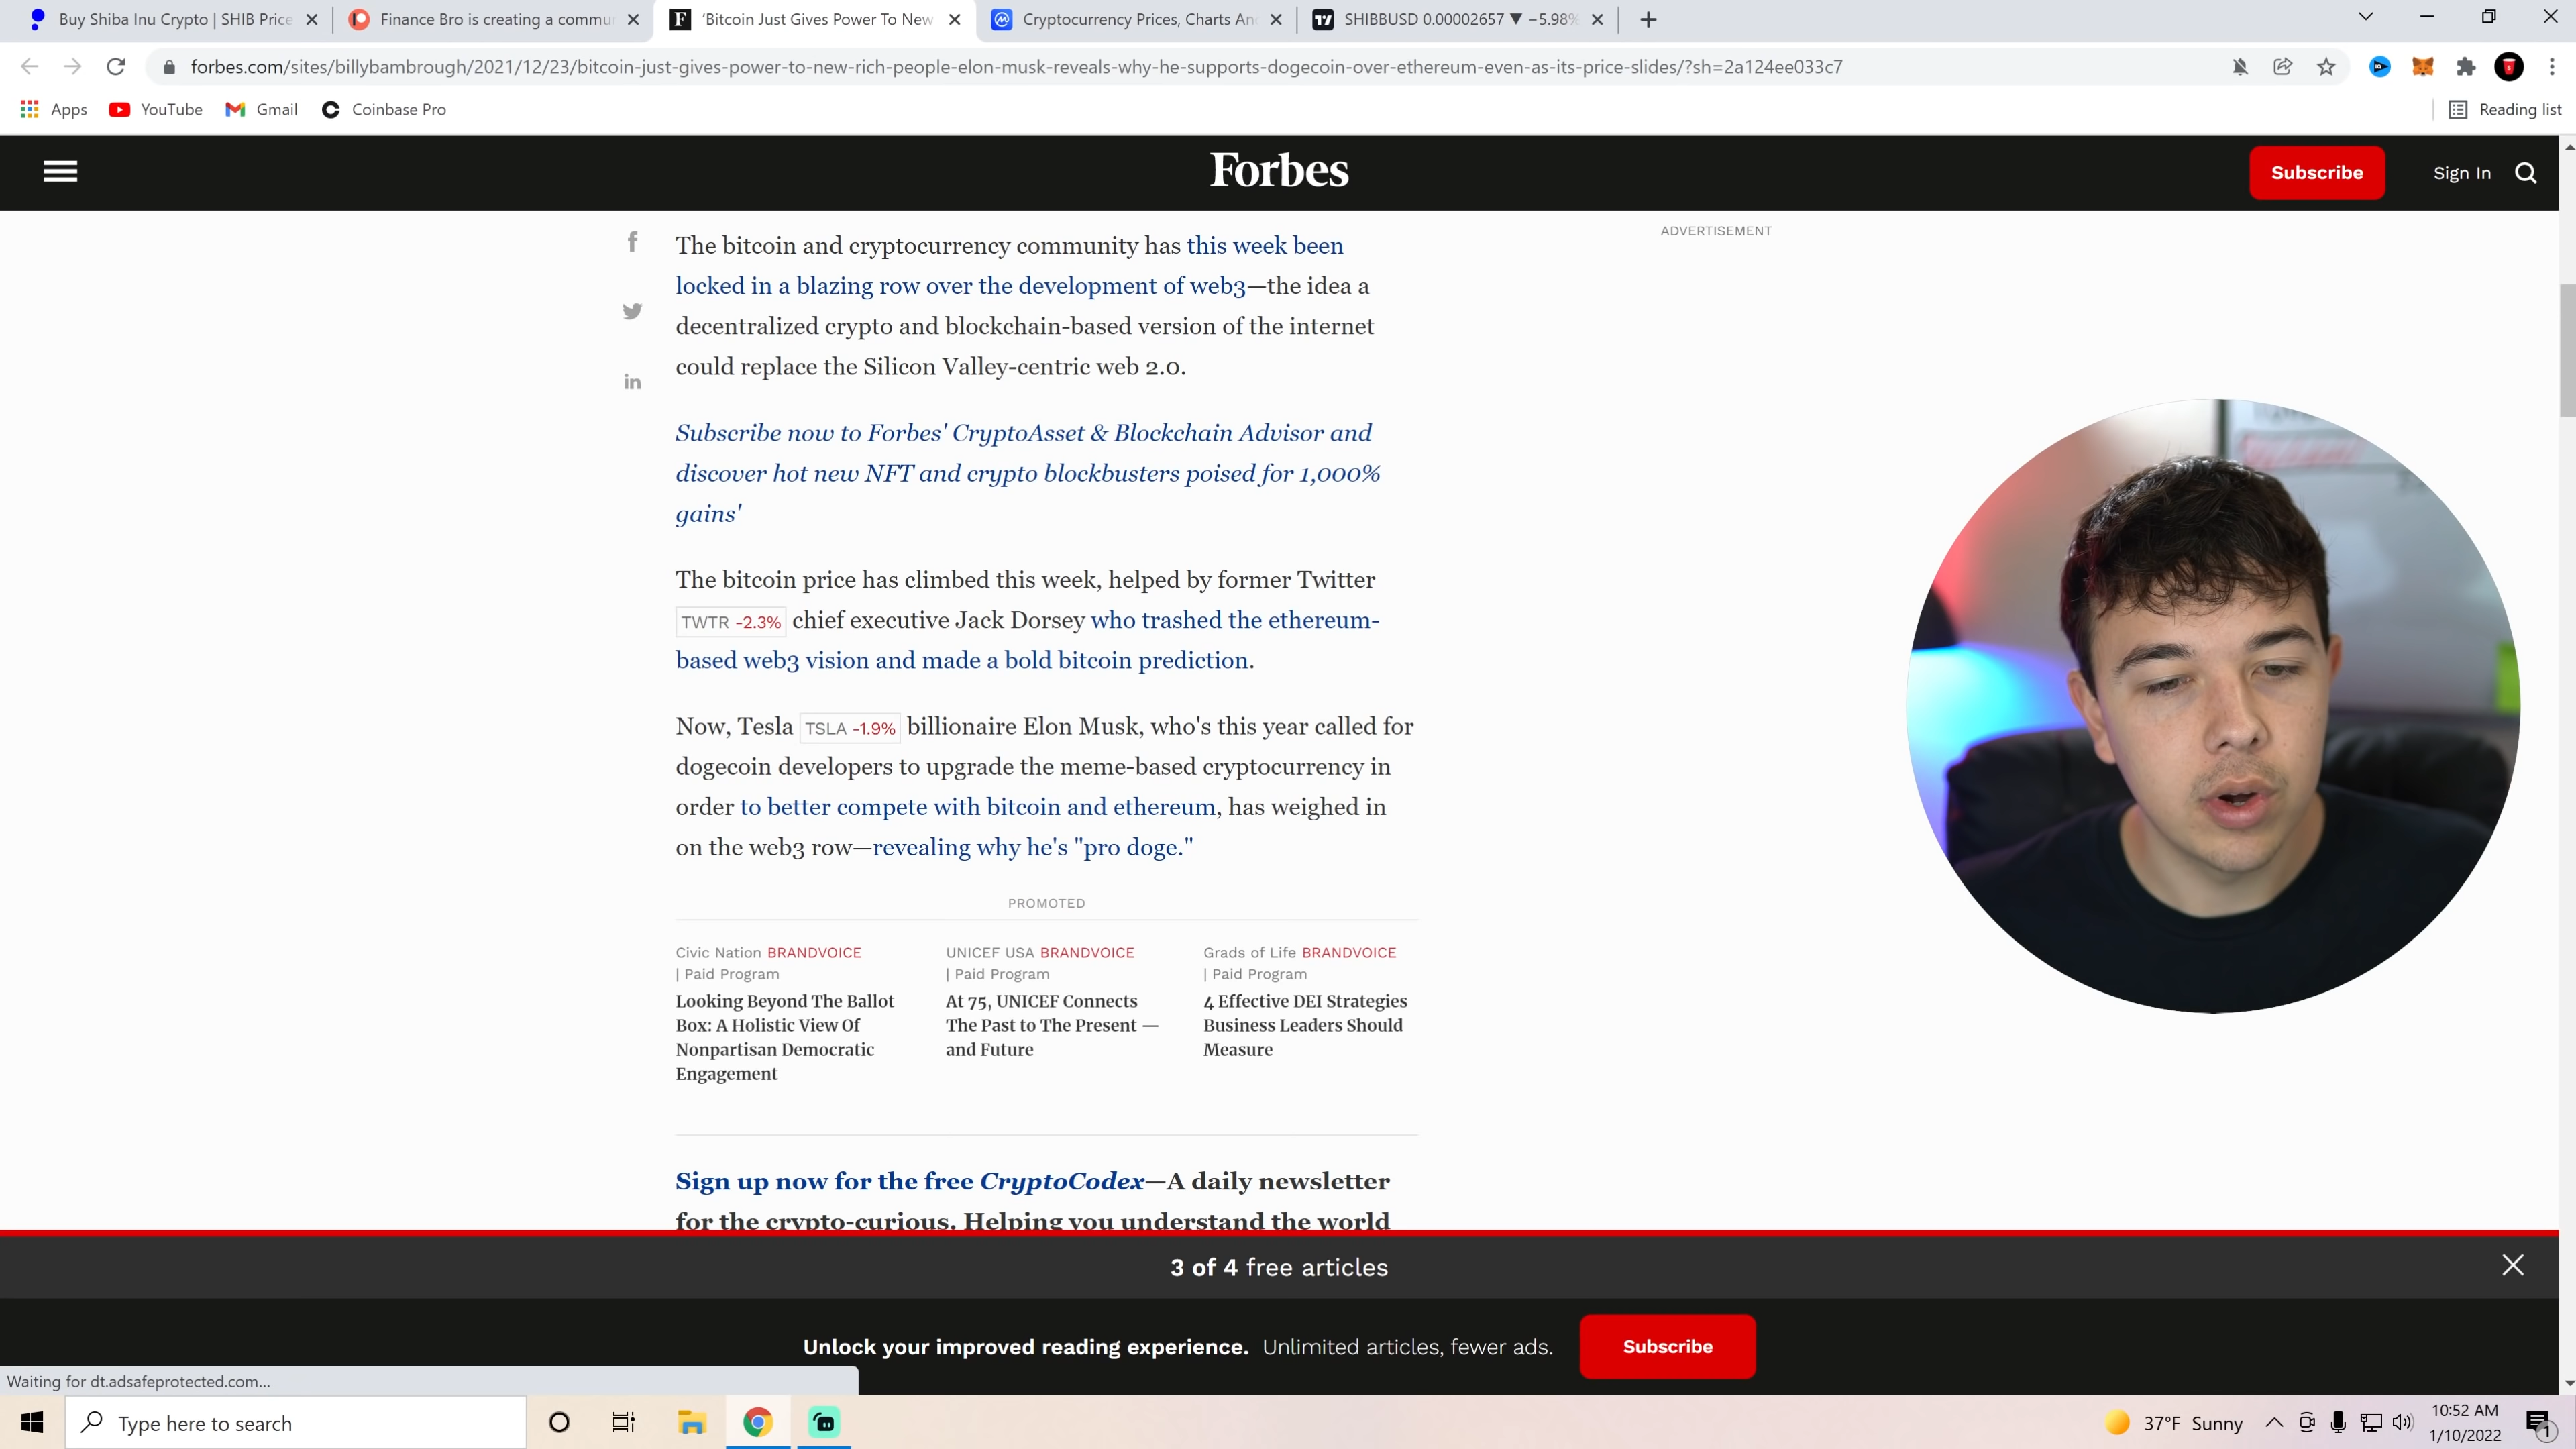 Buy Shiba Inu Crypto | SHIB Price
Finance Bro is creating a commu
'Bitcoin Just Gives Power To New
Cryptocurrency Prices, Charts An
SHIBBUSD 0.00002657 ▼ −5.98%
forbes.com/sites/billybambrough/2021/12/23/bitcoin-just-gives-power-to-new-rich-people-elon-musk-reveals-why-he-supports-dogecoin-over-ethereum-even-as-its-price-slides/?sh=2a124ee033c7
Apps
YouTube
Gmail
Coinbase Pro
Reading list
Forbes
Subscribe
Sign In
ADVERTISEMENT
The bitcoin and cryptocurrency community has this week been
locked in a blazing row over the development of web3—the idea a
decentralized crypto and blockchain-based version of the internet
could replace the Silicon Valley-centric web 2.0.
Subscribe now to Forbes' CryptoAsset & Blockchain Advisor and
discover hot new NFT and crypto blockbusters poised for 1,000%
gains'
The bitcoin price has climbed this week, helped by former Twitter
TWTR -2.3% chief executive Jack Dorsey who trashed the ethereum-
based web3 vision and made a bold bitcoin prediction.
Now, Tesla TSLA -1.9% billionaire Elon Musk, who's this year called for
dogecoin developers to upgrade the meme-based cryptocurrency in
order to better compete with bitcoin and ethereum, has weighed in
on the web3 row—revealing why he's "pro doge."
PROMOTED
Civic Nation BRANDVOICE
| Paid Program
Looking Beyond The Ballot
Box: A Holistic View Of
Nonpartisan Democratic
Engagement
UNICEF USA BRANDVOICE
| Paid Program
At 75, UNICEF Connects
The Past to The Present —
and Future
Grads of Life BRANDVOICE
| Paid Program
4 Effective DEI Strategies
Business Leaders Should
Measure
Sign up now for the free CryptoCodex—A daily newsletter
for the crypto-curious. Helping you understand the world
3 of 4 free articles
Unlock your improved reading experience. Unlimited articles, fewer ads.
Subscribe
Waiting for dt.adsafeprotected.com...
Type here to search
37°F Sunny
10:52 AM
1/10/2022
1